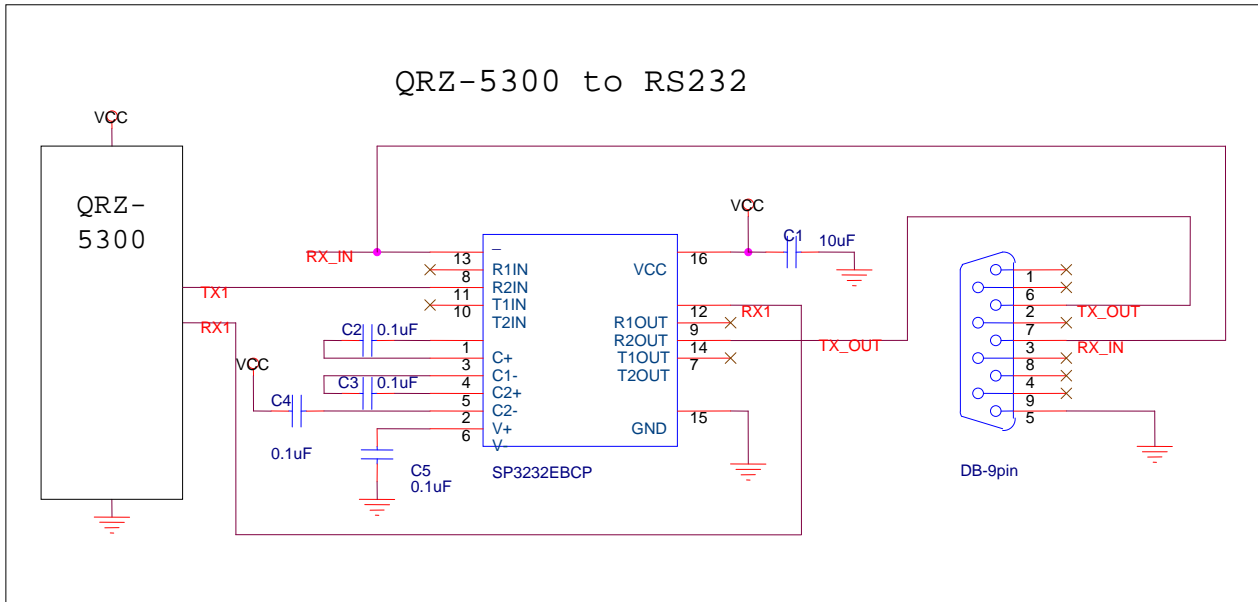 QRZ-5300 to RS232
VCC
QRZ-
5300
TX1
RX1
RX_IN
13
R1IN
8
R2IN
11
T1IN
10
T2IN
C2 0.1uF
1
C+
3
C1-
C3 0.1uF
4
C2+
5
C2-
VCC
C4
0.1uF
2
V+
6
V-
C5
0.1uF
SP3232EBCP
VCC
C1
10uF
16
VCC
12
RX1
R1OUT
9
R2OUT
TX_OUT
14
T1OUT
7
T2OUT
15
GND
1
6
TX_OUT
2
7
RX_IN
3
8
4
9
5
DB-9pin